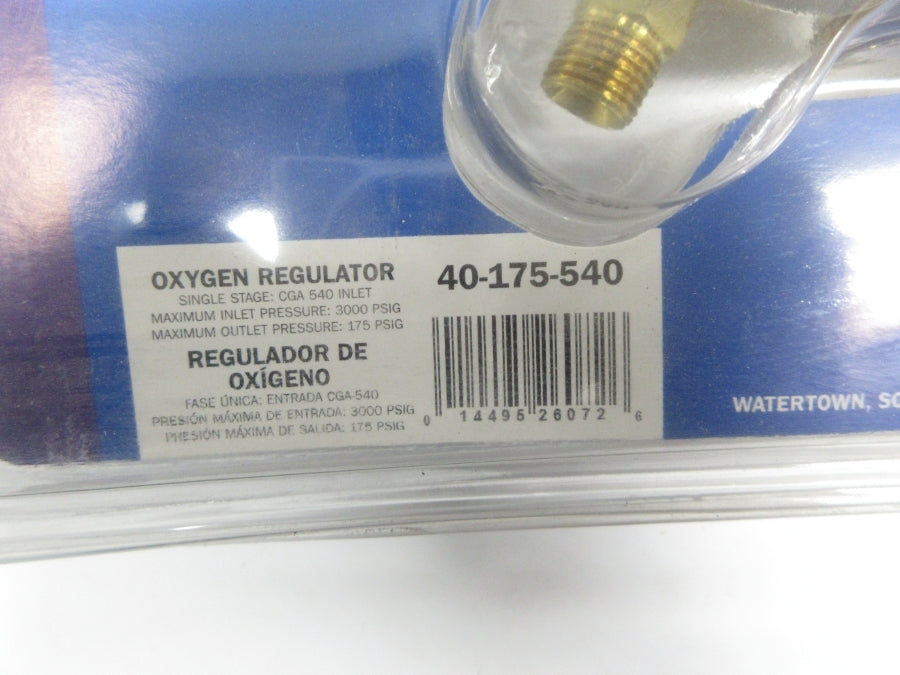 OXYGEN REGULATOR
SINGLE STAGE: CGA 540 INLET
MAXIMUM INLET PRESSURE: 3000 PSIG
MAXIMUM OUTLET PRESSURE: 175 PSIG
REGULADOR DE
OXÍGENO
FASE ÚNICA: ENTRADA CGA-540
PRESIÓN MÁXIMA DE ENTRADA: 3000 PSIG
PRESIÓN MÁXIMA DE SALIDA: 175 PSIG
40-175-540
0 14495 26072 6
WATERTOWN, SO